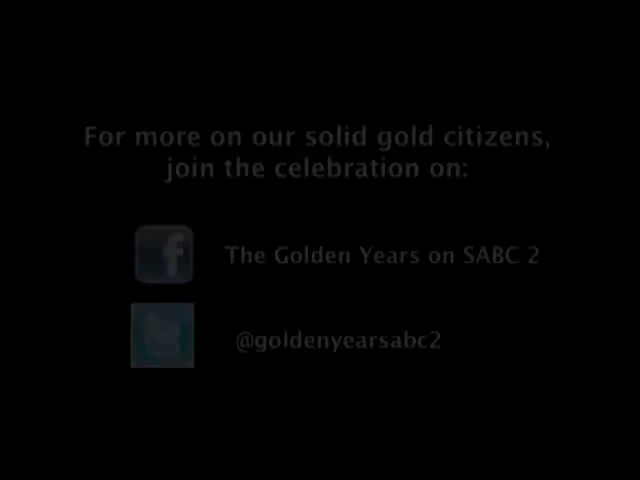 For more on our solid gold citizens,
join the celebration on:
The Golden Years on SABC 2
@goldenyearsabc2